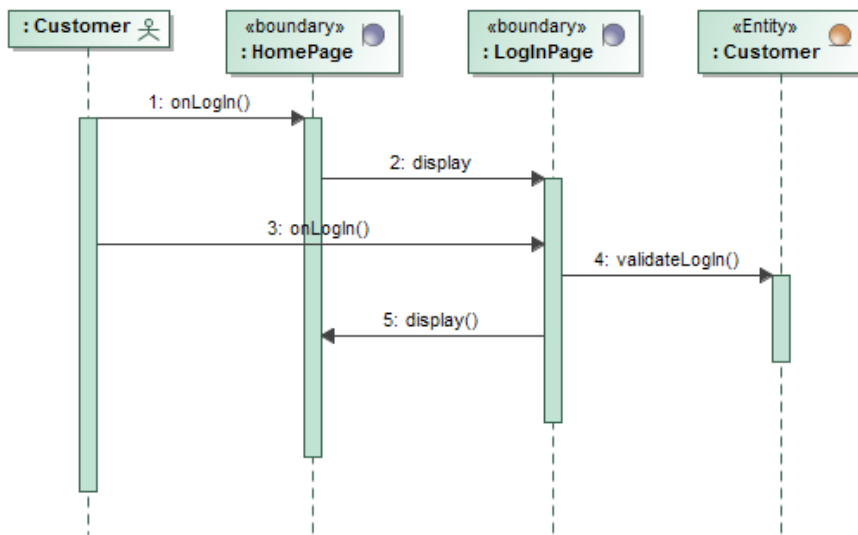 : Customer
«boundary»
: HomePage
«boundary»
: LogInPage
«Entity»
: Customer
1: onLogIn()
2: display
3: onLogIn()
4: validateLogIn()
5: display()